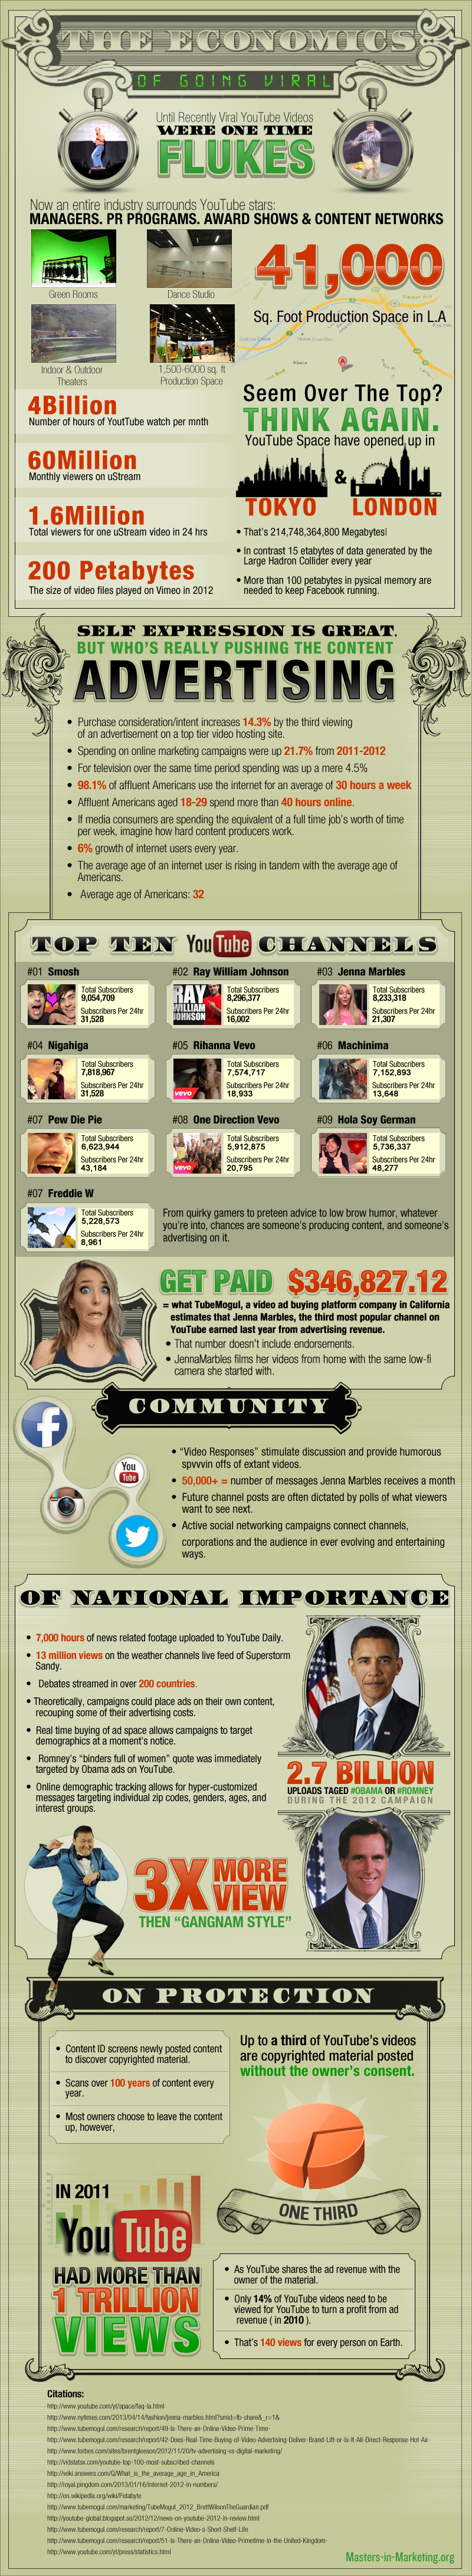 THE ECONOMICS
OF GOING VIRAL
Until Recently Viral YouTube Videos
WERE ONE TIME
FLUKES
Now an entire industry surrounds YouTube stars:
MANAGERS. PR PROGRAMS. AWARD SHOWS & CONTENT NETWORKS
Green Rooms
Dance Studio
41,000
Sq. Foot Production Space in L.A
Indoor & Outdoor
Theaters
1,500-6000 sq. ft
Production Space
4Billion
Number of hours of YoutTube watch per mnth
60Million
Monthly viewers on uStream
1.6Million
Total viewers for one uStream video in 24 hrs
200 Petabytes
The size of video files played on Vimeo in 2012
Seem Over The Top?
THINK AGAIN.
YouTube Space have opened up in
&
TOKYO LONDON
• That's 214,748,364,800 Megabytes!
• In contrast 15 etabytes of data generated by the
Large Hadron Collider every year
• More than 100 petabytes in pysical memory are
needed to keep Facebook running.
SELF EXPRESSION IS GREAT.
BUT WHO'S REALLY PUSHING THE CONTENT
ADVERTISING
• Purchase consideration/intent increases 14.3% by the third viewing
of an advertisement on a top tier video hosting site.
• Spending on online marketing campaigns were up 21.7% from 2011-2012
• For television over the same time period spending was up a mere 4.5%
• 98.1% of affluent Americans use the internet for an average of 30 hours a week
• Affluent Americans aged 18-29 spend more than 40 hours online.
• If media consumers are spending the equivalent of a full time job's worth of time
per week, imagine how hard content producers work.
• 6% growth of internet users every year.
• The average age of an internet user is rising in tandem with the average age of
Americans.
• Average age of Americans: 32
TOP TEN YouTube CHANNELS
#01 Smosh
Total Subscribers
9,054,709
Subscribers Per 24hr
31,528
#02 Ray William Johnson
RAY
WILLIAM
JOHNSON
Total Subscribers
8,296,377
Subscribers Per 24hr
16,002
#03 Jenna Marbles
Total Subscribers
8,233,318
Subscribers Per 24hr
21,307
#04 Nigahiga
Total Subscribers
7,818,967
Subscribers Per 24hr
31,528
#05 Rihanna Vevo
vevo
Total Subscribers
7,574,717
Subscribers Per 24hr
18,933
#06 Machinima
Total Subscribers
7,152,893
Subscribers Per 24hr
13,648
#07 Pew Die Pie
Total Subscribers
6,623,944
Subscribers Per 24hr
43,184
#08 One Direction Vevo
vevo
Total Subscribers
5,912,875
Subscribers Per 24hr
20,795
#09 Hola Soy German
Total Subscribers
5,736,337
Subscribers Per 24hr
48,277
#07 Freddie W
Total Subscribers
5,228,573
Subscribers Per 24hr
8,961
From quirky gamers to preteen advice to low brow humor, whatever
you're into, chances are someone's producing content, and someone's
advertising on it.
GET PAID $346,827.12
= what TubeMogul, a video ad buying platform company in California
estimates that Jenna Marbles, the third most popular channel on
YouTube earned last year from advertising revenue.
• That number doesn't include endorsements.
• JennaMarbles films her videos from home with the same low-fi
camera she started with.
COMMUNITY
You
Tube
• "Video Responses" stimulate discussion and provide humorous
spvvvin offs of extant videos.
• 50,000+ = number of messages Jenna Marbles receives a month
• Future channel posts are often dictated by polls of what viewers
want to see next.
• Active social networking campaigns connect channels,
corporations and the audience in ever evolving and entertaining
ways.
OF NATIONAL IMPORTANCE
• 7,000 hours of news related footage uploaded to YouTube Daily.
• 13 million views on the weather channels live feed of Superstorm
Sandy.
• Debates streamed in over 200 countries.
• Theoretically, campaigns could place ads on their own content,
recouping some of their advertising costs.
• Real time buying of ad space allows campaigns to target
demographics at a moment's notice.
• Romney's "binders full of women" quote was immediately
targeted by Obama ads on YouTube.
• Online demographic tracking allows for hyper-customized
messages targeting individual zip codes, genders, ages, and
interest groups.
2.7 BILLION
UPLOADS TAGED #OBAMA OR #ROMNEY
DURING THE 2012 CAMPAIGN
3X MORE
VIEW
THEN "GANGNAM STYLE"
ON PROTECTION
• Content ID screens newly posted content
to discover copyrighted material.
• Scans over 100 years of content every
year.
• Most owners choose to leave the content
up, however,
Up to a third of YouTube's videos
are copyrighted material posted
without the owner's consent.
ONE THIRD
IN 2011
YouTube
HAD MORE THAN
1 TRILLION
VIEWS
• As YouTube shares the ad revenue with the
owner of the material.
• Only 14% of YouTube videos need to be
viewed for YouTube to turn a profit from ad
revenue ( in 2010 ).
• That's 140 views for every person on Earth.
Citations:
http://www.youtube.com/yt/space/faq-la.html
http://www.nytimes.com/2013/04/14/fashion/jenna-marbles.html?smid=fb-share&_r=1&
http://www.tubemogul.com/research/report/49-Is-There-an-Online-Video-Prime-Time-
http://www.tubemogul.com/research/report/42-Does-Real-Time-Buying-of-Video-Advertising-Deliver-Brand-Lift-or-Is-It-All-Direct-Response-Hot-Air-
http://www.forbes.com/sites/brentgleeson/2012/11/20/tv-advertising-vs-digital-marketing/
http://vidstatsx.com/youtube-top-100-most-subscribed-channels
http://wiki.answers.com/Q/What_is_the_average_age_in_America
http://royal.pingdom.com/2013/01/16/internet-2012-in-numbers/
http://en.wikipedia.org/wiki/Petabyte
http://www.tubemogul.com/marketing/TubeMogul_2012_BrettWilsonTheGuardian.pdf
http://youtube-global.blogspot.se/2012/12/news-on-youtube-2012-in-review.html
http://www.tubemogul.com/research/report/7-Online-Video-s-Short-Shelf-Life
http://www.tubemogul.com/research/report/51-Is-There-an-Online-Video-Primetime-in-the-United-Kingdom-
http://www.youtube.com/yt/press/statistics.html
Masters-in-Marketing.org